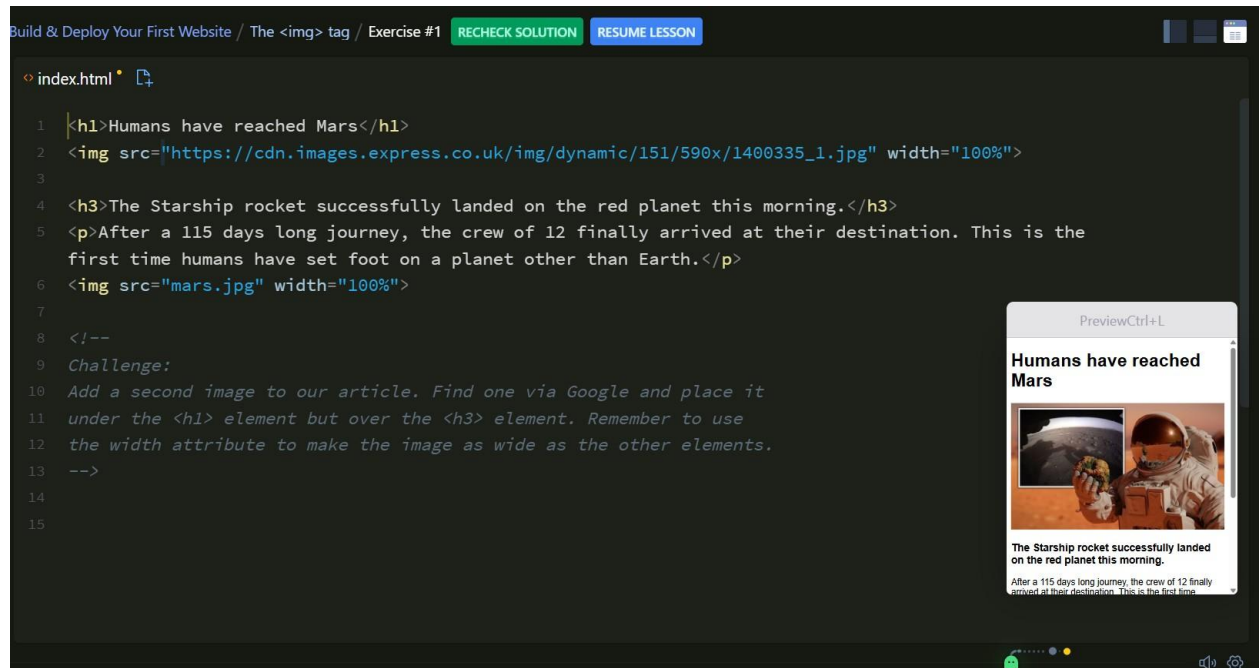 Build & Deploy Your First Website / The <img> tag / Exercise #1 RECHECK SOLUTION RESUME LESSON
index.html
1 <h1>Humans have reached Mars</h1>
2 <img src="https://cdn.images.express.co.uk/img/dynamic/151/590x/1400335_1.jpg" width="100%">
3
4 <h3>The Starship rocket successfully landed on the red planet this morning.</h3>
5 <p>After a 115 days long journey, the crew of 12 finally arrived at their destination. This is the
first time humans have set foot on a planet other than Earth.</p>
6 <img src="mars.jpg" width="100%">
7
8 <!--
9 Challenge:
10 Add a second image to our article. Find one via Google and place it
11 under the <h1> element but over the <h3> element. Remember to use
12 the width attribute to make the image as wide as the other elements.
13 -->
14
15
PreviewCtrl+L
Humans have reached
Mars
The Starship rocket successfully landed
on the red planet this morning.
After a 115 days long journey, the crew of 12 finally
arrived at their destination. This is the first time